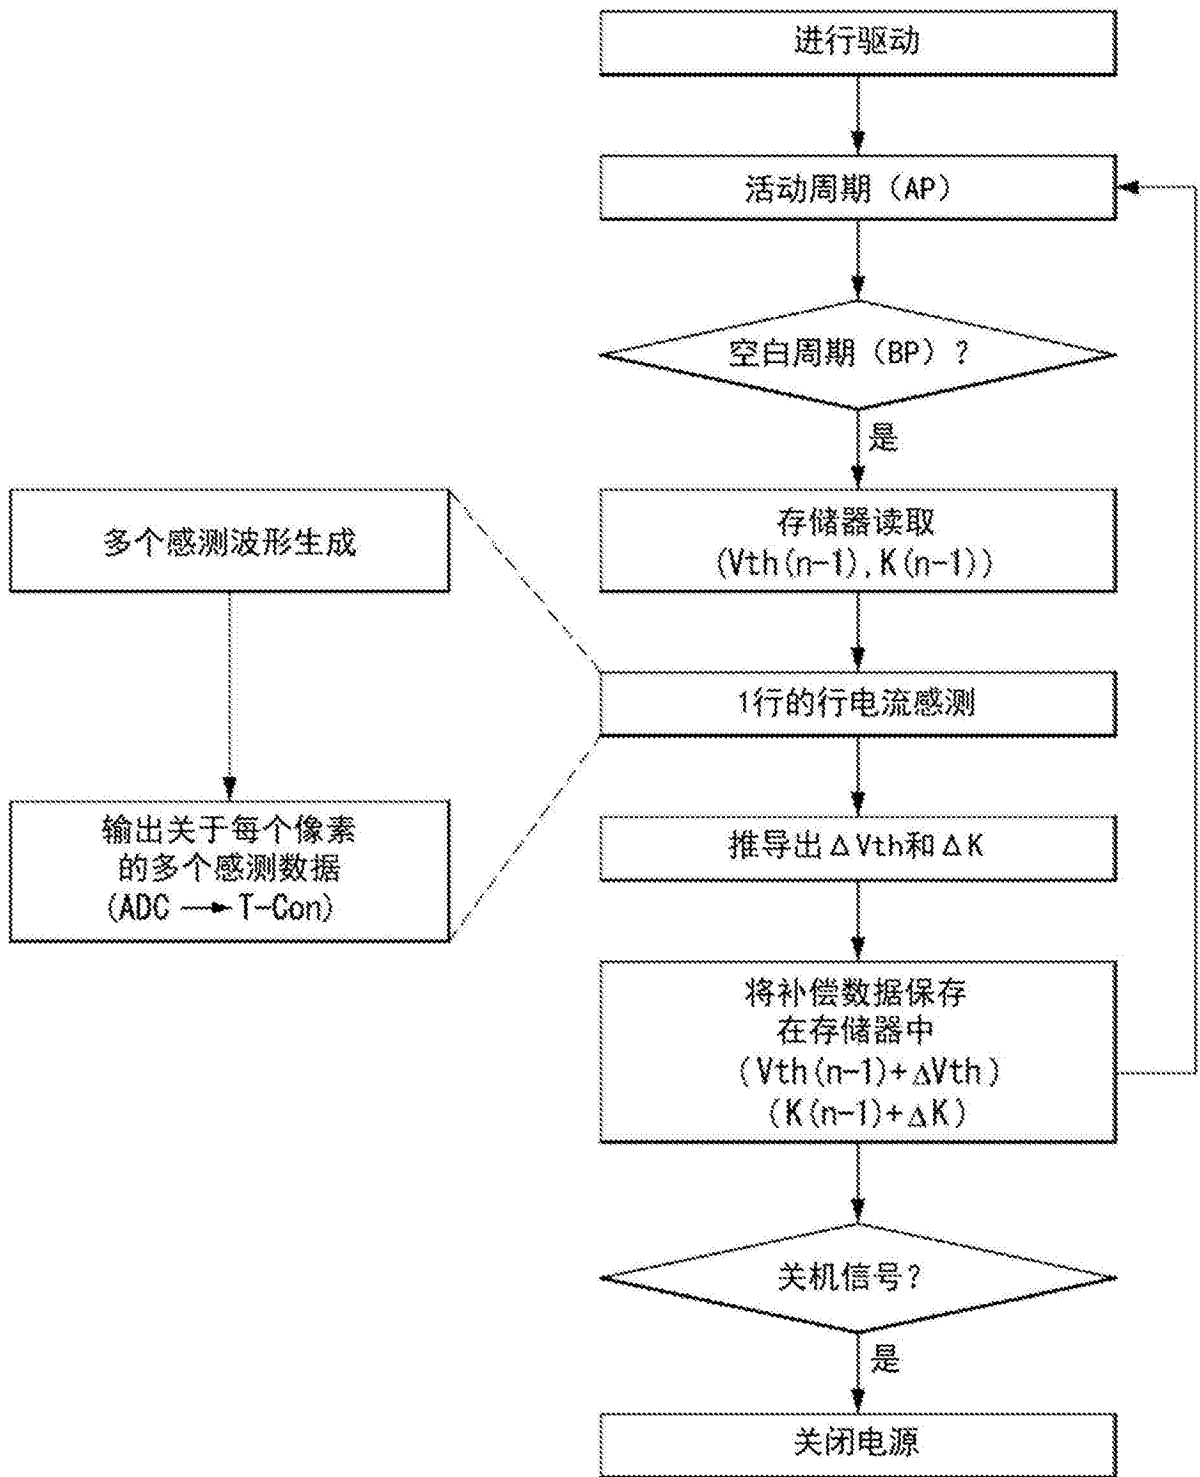 进行驱动
活动周期（AP）
空白周期（BP）？
是
存储器读取
(Vth(n-1),K(n-1))
1行的行电流感测
推导出ΔVth和ΔK
将补偿数据保存
在存储器中
(Vth(n-1)+ΔVth)
(K(n-1)+ΔK)
关机信号？
是
关闭电源
多个感测波形生成
输出关于每个像素
的多个感测数据
(ADC → T-Con)